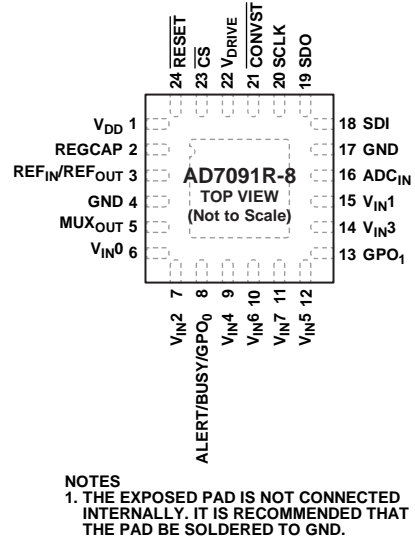 24 RESET
23 CS
22 VDRIVE
21 CONVST
20 SCLK
19 SDO
VDD 1
REGCAP 2
REFIN/REFOUT 3
GND 4
MUXOUT 5
VIN0 6
AD7091R-8
TOP VIEW
(Not to Scale)
18 SDI
17 GND
16 ADCIN
15 VIN1
14 VIN3
13 GPO1
VIN2 7
ALERT/BUSY/GPO0 8
VIN4 9
VIN6 10
VIN7 11
VIN5 12
NOTES
1. THE EXPOSED PAD IS NOT CONNECTED
INTERNALLY. IT IS RECOMMENDED THAT
THE PAD BE SOLDERED TO GND.